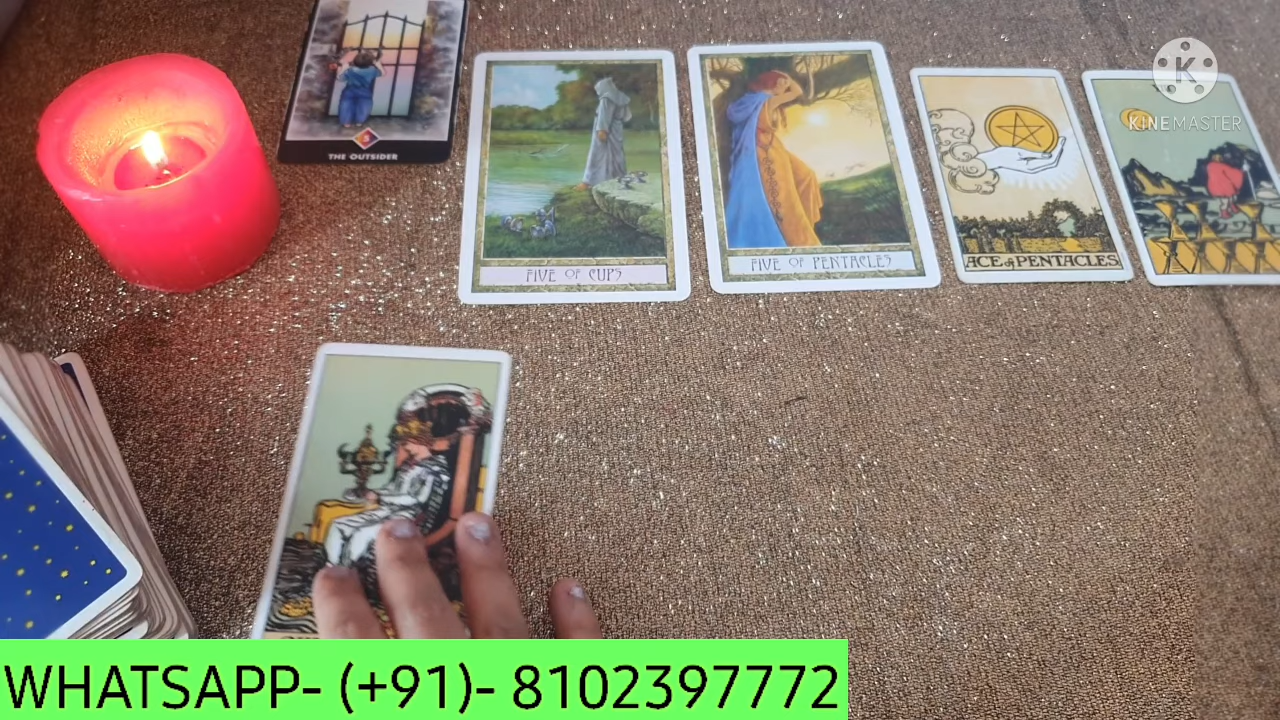 THE OUTSIDER
FIVE OF CUPS
FIVE OF PENTACLES
ACE of PENTACLES
K
KINEMASTER
WHATSAPP- (+91)- 8102397772